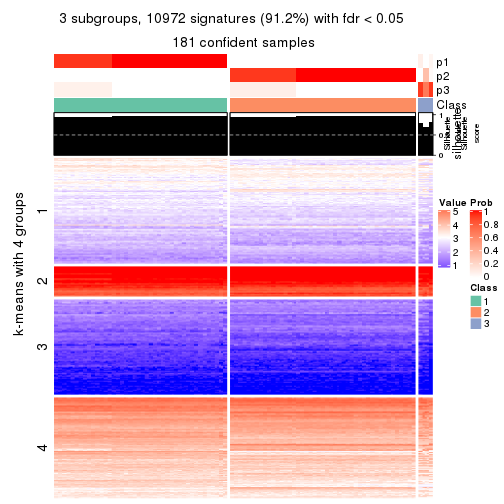 3 subgroups, 10972 signatures (91.2%) with fdr < 0.05
181 confident samples
p1
p2
p3
Class
1
0.5
0
Silhouette
score
silhouette
k-means with 4 groups
1
2
3
4
Value
5
4
3
2
1
Prob
1
0.8
0.6
0.4
0.2
0
Class
1
2
3